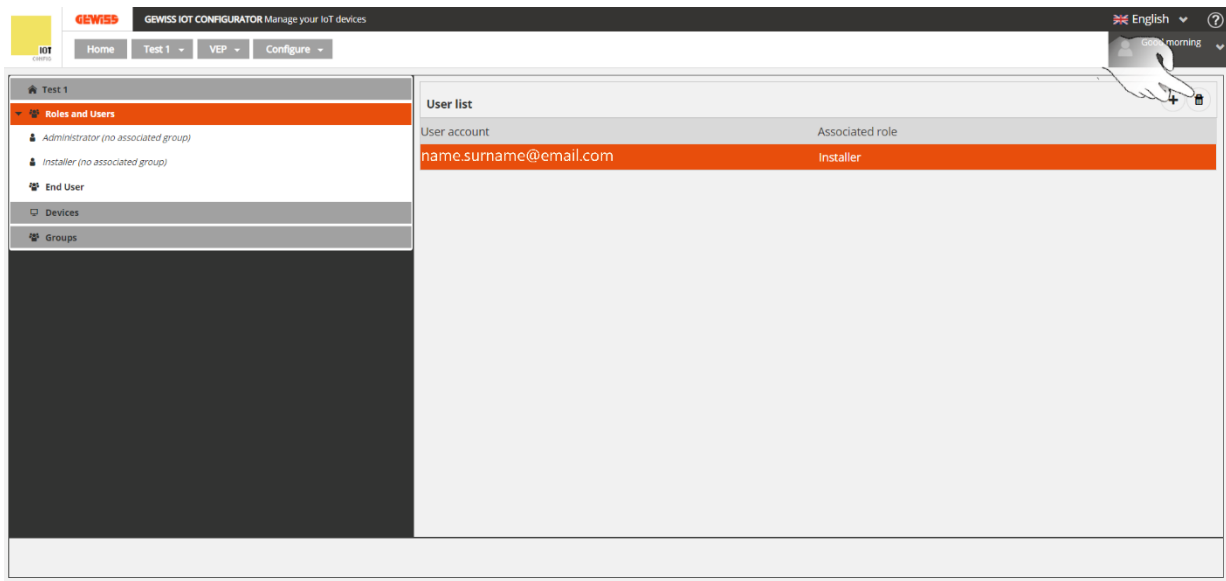 GEWISS GEWISS IOT CONFIGURATOR Manage your IoT devices English
IOT
CONFIG
Home Test 1 VEP Configure
Good morning
Test 1
Roles and Users
Administrator (no associated group)
Installer (no associated group)
End User
Devices
Groups
User list
User account Associated role
name.surname@email.com Installer